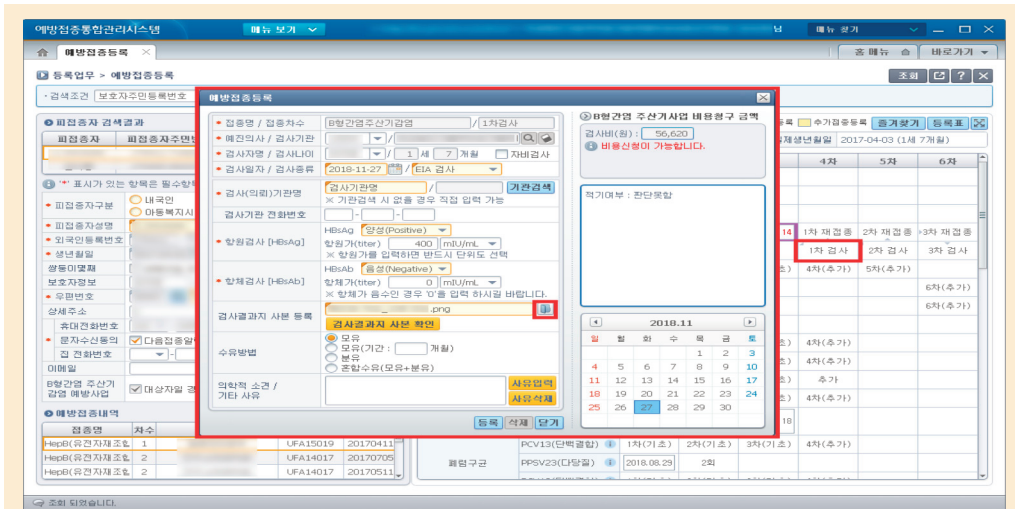 예방접종통합관리시스템
메뉴 보기
님
메뉴 찾기
예방접종등록
홈 메뉴
바로가기
등록업무 > 예방접종등록
조회
검색조건 보호자주민등록번호
피접종자 검색결과
피접종자 피접종자주민번
'*' 표시가 있는 항목은 필수항
피접종자구분
내국인
아동복지시
피접종자성명
외국인등록번호
생년월일
쌍둥이몇째
보호자정보
우편번호
상세주소
휴대전화번호
문자수신동의 다음접종알
집 전화번호 -
이메일
B형간염 주산기
감염 예방사업
대상자일 경
예방접종내역
접종명 차수
HepB(유전자재조합 1 UFA15019 20170411
HepB(유전자재조합 2 UFA14017 20170705
HepB(유전자재조합 2 UFA14017 20170511
예방접종등록
접종명 / 접종차수 B형간염주산기감염 / 1차검사
예진의사 / 검사기관 /
검사자명 / 검사나이 / 1 세 7 개월 자비검사
검사일자 / 검사종류 2018-11-27 / EIA 검사
검사(의뢰)기관명 검사기관명 / 기관검색
※ 기관검색 시 없을 경우 직접 입력 가능
검사기관 전화번호 - -
항원검사 [HBsAg]
HBsAg 양성(Positive)
항원가(titer) 400 mIU/mL
※ 항원가를 입력하면 반드시 단위도 선택
항체검사 [HBsAb]
HBsAb 음성(Negative)
항체가(titer) 0 mIU/mL
※ 항체가 음수인 경우 '0'을 입력 하시길 바랍니다.
검사결과지 사본 등록 .png
검사결과지 사본 확인
수유방법
모유
모유(기간 : 개월)
분유
혼합수유(모유+분유)
의학적 소견 /
기타 사유
사유입력
사유삭제
등록 삭제 닫기
B형간염 주산기사업 비용청구 금액
검사비(원) : 56,620
비용신청이 가능합니다.
적기여부 : 판단못함
2018.11
일 월 화 수 목 금 토
1 2 3
4 5 6 7 8 9 10
11 12 13 14 15 16 17
18 19 20 21 22 23 24
25 26 27 28 29 30
등록 추가접종등록 즐겨찾기 등록표
생년월일 2017-04-03 (1세 7개월)
4차 5차 6차
14 1차 재접종 2차 재접종 3차 재접종
1차 검사 2차 검사 3차 검사
4차(추가) 5차(추가)
6차(추가)
6차(추가)
4차(추가)
4차(추가)
추가
4차(추가)
18
폐렴구균
PCV13(단백결합) 1차(기초) 2차(기초) 3차(기초) 4차(추가)
PPSV23(다당질) 2018.08.29 2회
조회 되었습니다.